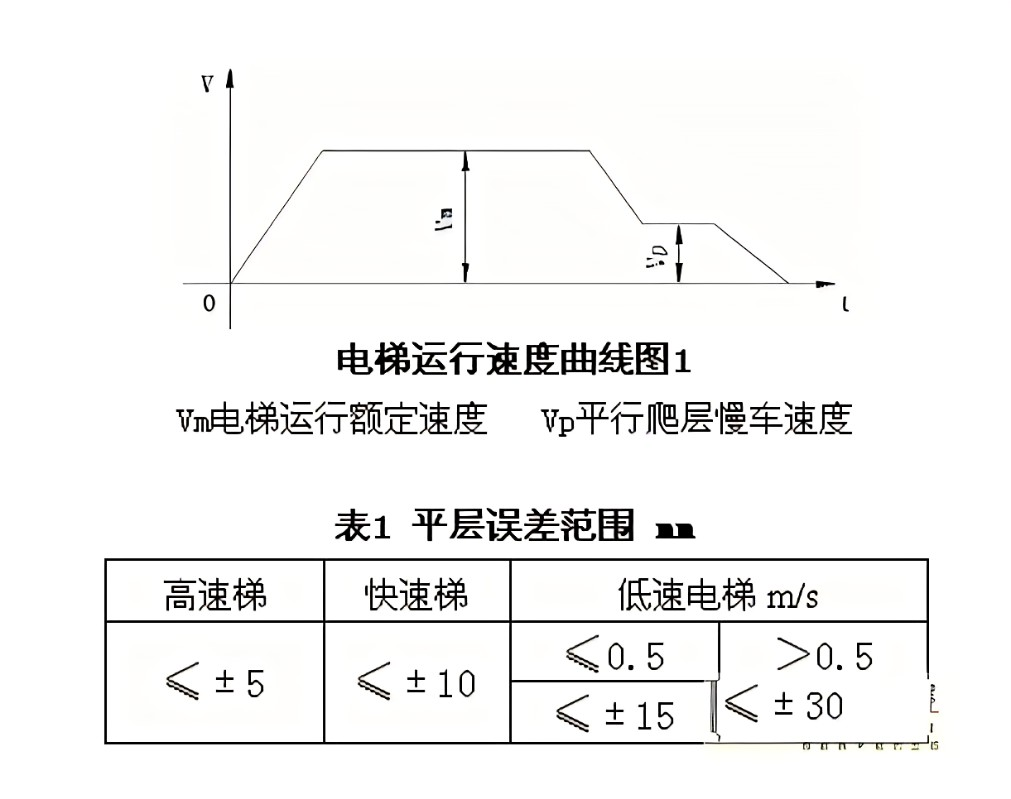 V
Vm
Vp
0
t
电梯运行速度曲线图1
Vm电梯运行额定速度 Vp平行爬层慢车速度
表1 平层误差范围 mm
高速梯 快速梯 低速电梯 m/s
≤0.5 >0.5
≤ ±5 ≤ ±10 ≤ ±15 ≤ ±30